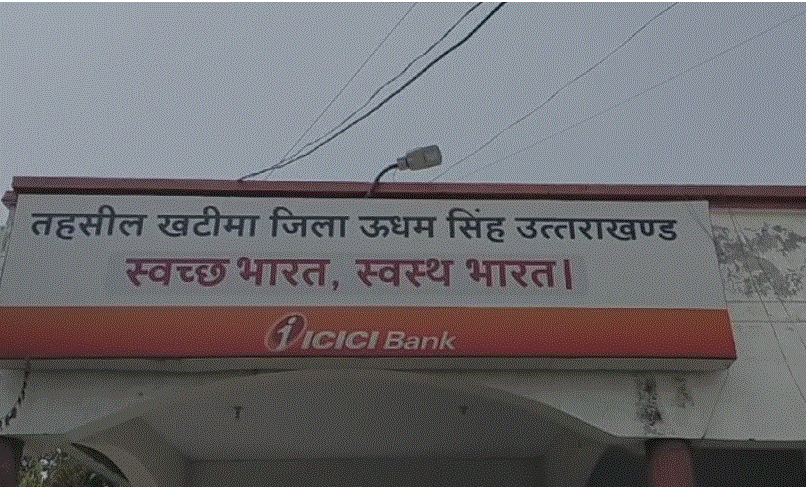 तहसील खटीमा जिला ऊधम सिंह उत्तराखण्ड
स्वच्छ भारत, स्वस्थ भारत।
ICICI Bank